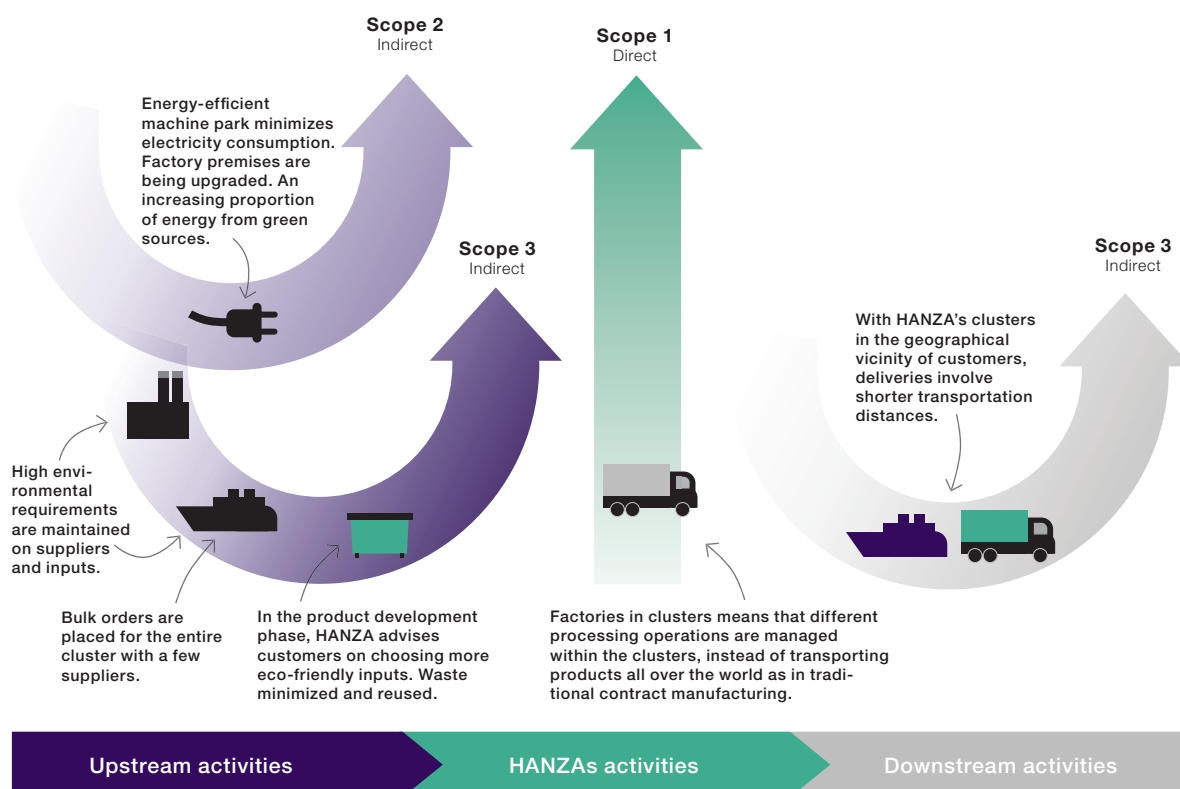 Scope 2
Indirect
Energy-efficient
machine park minimizes
electricity consumption.
Factory premises are
being upgraded. An
increasing proportion
of energy from green
sources.
Scope 3
Indirect
High envi-
ronmental
requirements
are maintained
on suppliers
and inputs.
Bulk orders are
placed for the entire
cluster with a few
suppliers.
In the product development
phase, HANZA advises
customers on choosing more
eco-friendly inputs. Waste
minimized and reused.
Scope 1
Direct
Factories in clusters means that different
processing operations are managed
within the clusters, instead of transporting
products all over the world as in tradi-
tional contract manufacturing.
Scope 3
Indirect
With HANZA’s clusters
in the geographical
vicinity of customers,
deliveries involve
shorter transportation
distances.
Upstream activities
HANZAs activities
Downstream activities